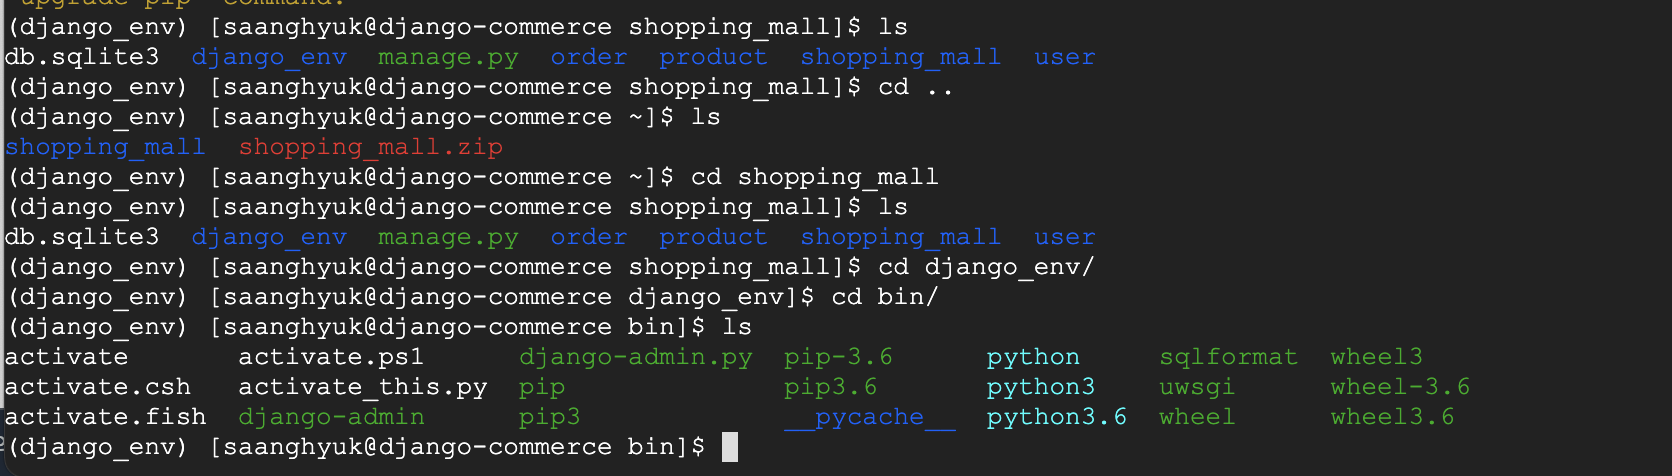 upgrade pip' command.
(django_env) [saanghyuk@django-commerce shopping_mall]$ ls
db.sqlite3  django_env  manage.py  order  product  shopping_mall  user
(django_env) [saanghyuk@django-commerce shopping_mall]$ cd ..
(django_env) [saanghyuk@django-commerce ~]$ ls
shopping_mall  shopping_mall.zip
(django_env) [saanghyuk@django-commerce ~]$ cd shopping_mall
(django_env) [saanghyuk@django-commerce shopping_mall]$ ls
db.sqlite3  django_env  manage.py  order  product  shopping_mall  user
(django_env) [saanghyuk@django-commerce shopping_mall]$ cd django_env/
(django_env) [saanghyuk@django-commerce django_env]$ cd bin/
(django_env) [saanghyuk@django-commerce bin]$ ls
activate       activate.ps1      django-admin.py  pip-3.6      python     sqlformat  wheel3
activate.csh   activate_this.py  pip              pip3.6       python3    uwsgi      wheel-3.6
activate.fish  django-admin      pip3             __pycache__  python3.6  wheel      wheel3.6
(django_env) [saanghyuk@django-commerce bin]$